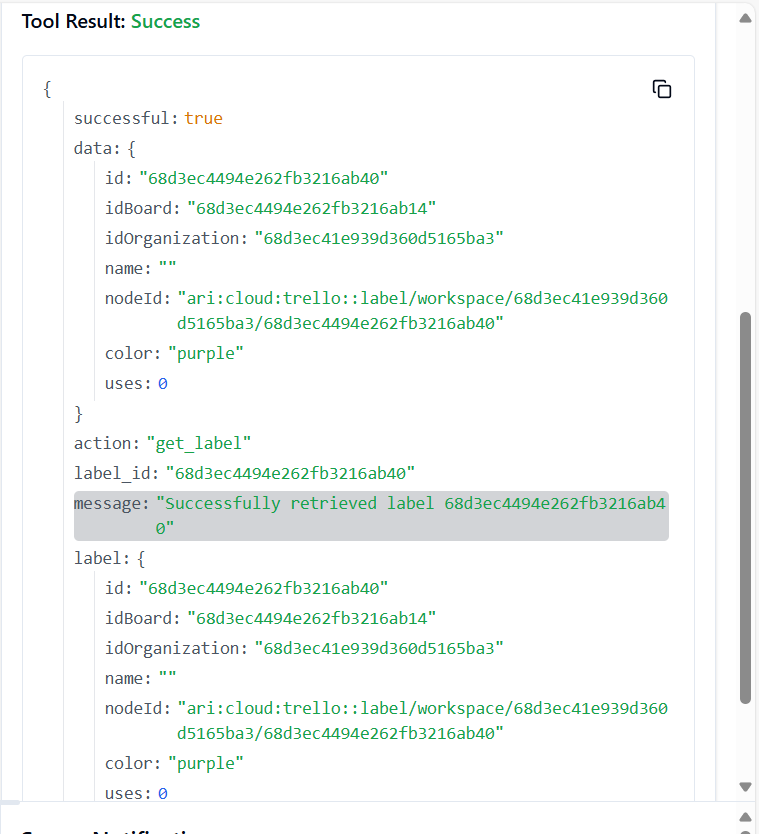 Tool Result: Success
{
successful: true
data: {
id: "68d3ec4494e262fb3216ab40"
idBoard: "68d3ec4494e262fb3216ab14"
idOrganization: "68d3ec41e939d360d5165ba3"
name: ""
nodeId: "ari:cloud:trello::label/workspace/68d3ec41e939d360
d5165ba3/68d3ec4494e262fb3216ab40"
color: "purple"
uses: 0
}
action: "get_label"
label_id: "68d3ec4494e262fb3216ab40"
message: "Successfully retrieved label 68d3ec4494e262fb3216ab4
0"
label: {
id: "68d3ec4494e262fb3216ab40"
idBoard: "68d3ec4494e262fb3216ab14"
idOrganization: "68d3ec41e939d360d5165ba3"
name: ""
nodeId: "ari:cloud:trello::label/workspace/68d3ec41e939d360
d5165ba3/68d3ec4494e262fb3216ab40"
color: "purple"
uses: 0